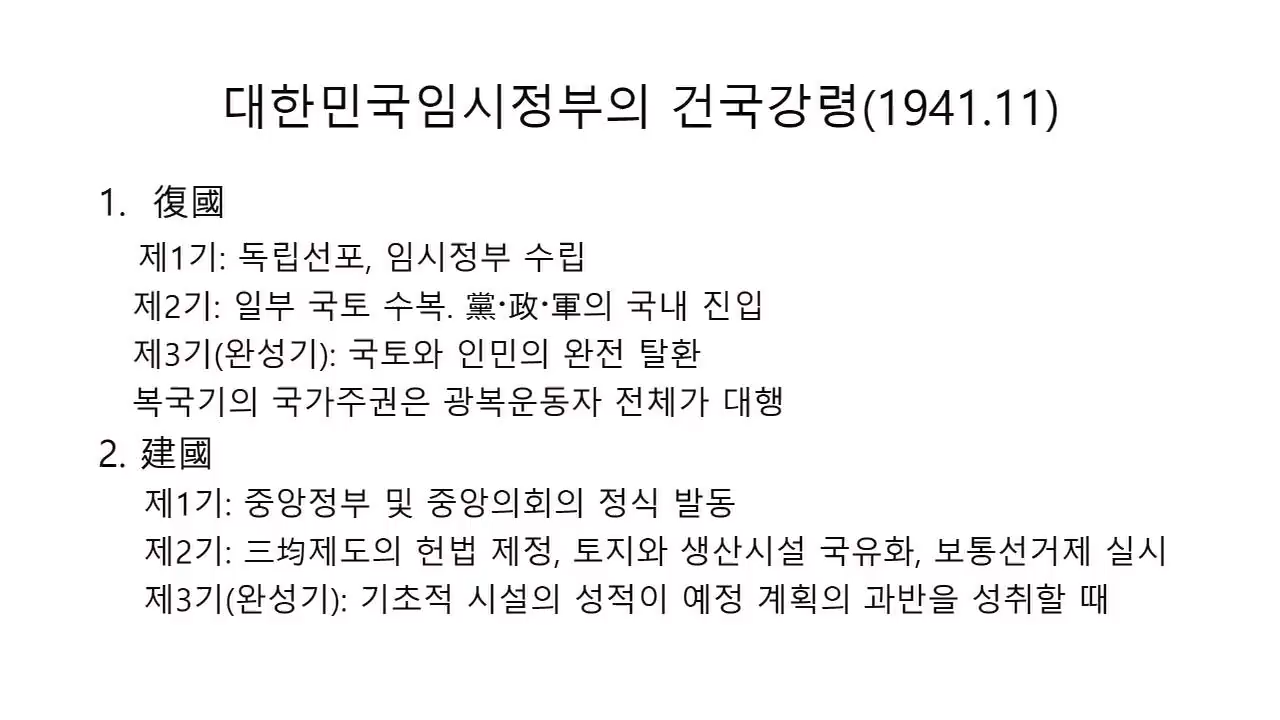 대한민국임시정부의 건국강령(1941.11)
1. 復國
제1기: 독립선포, 임시정부 수립
제2기: 일부 국토 수복. 黨·政·軍의 국내 진입
제3기(완성기): 국토와 인민의 완전 탈환
복국기의 국가주권은 광복운동자 전체가 대행
2. 建國
제1기: 중앙정부 및 중앙의회의 정식 발동
제2기: 三均제도의 헌법 제정, 토지와 생산시설 국유화, 보통선거제 실시
제3기(완성기): 기초적 시설의 성적이 예정 계획의 과반을 성취할 때